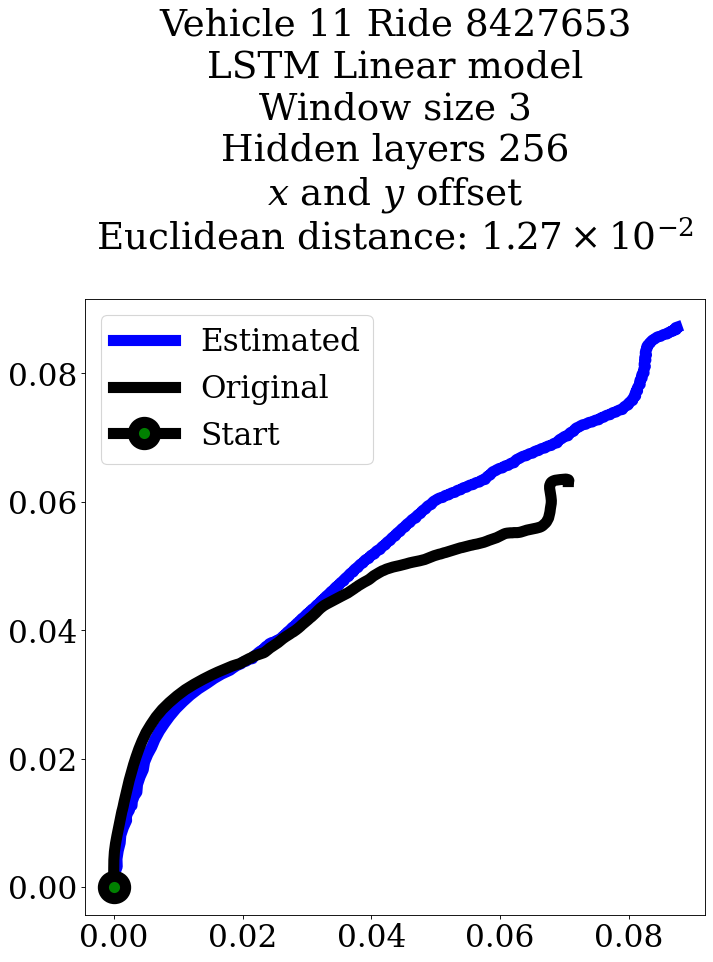 Vehicle 11 Ride 8427653
LSTM Linear model
Window size 3
Hidden layers 256
x and y offset
Euclidean distance: 1.27 × 10⁻²
Estimated
Original
Start
0.08
0.06
0.04
0.02
0.00
0.00 0.02 0.04 0.06 0.08